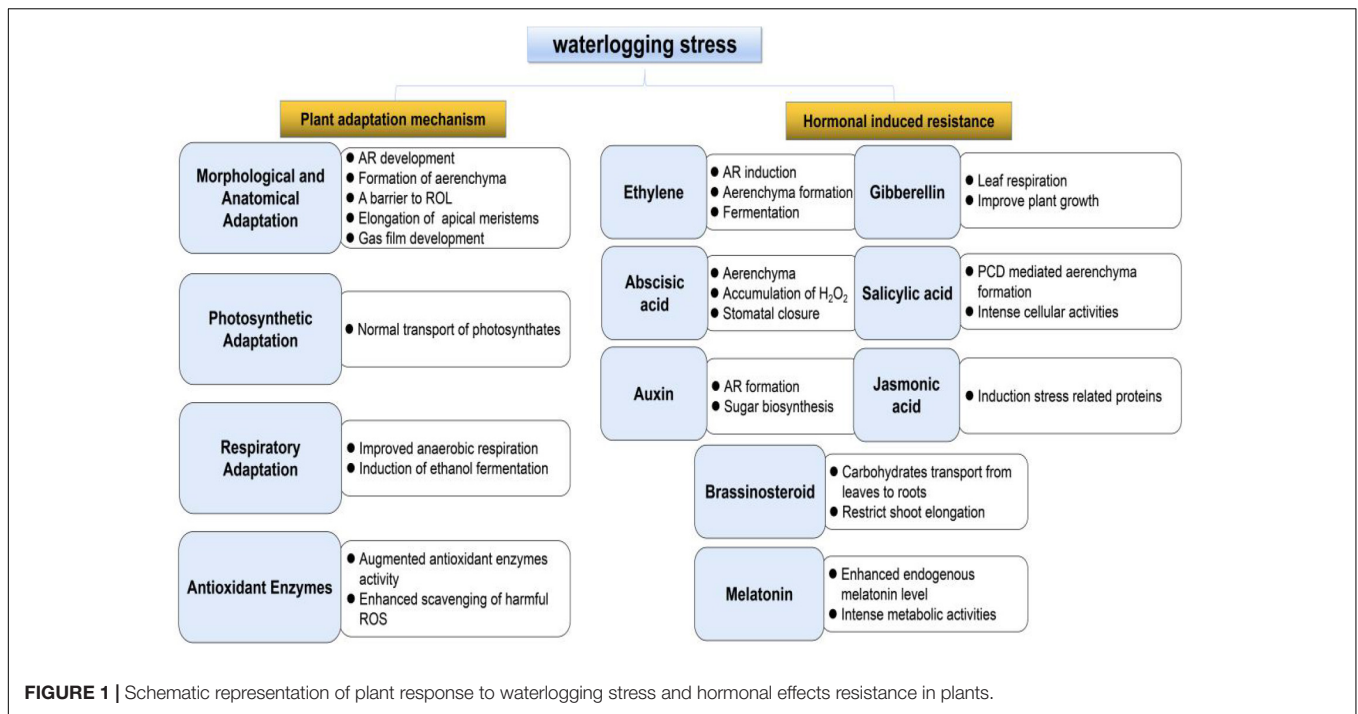 waterlogging stress
Plant adaptation mechanism
Morphological and
Anatomical
Adaptation
● AR development
● Formation of aerenchyma
● A barrier to ROL
● Elongation of apical meristems
● Gas film development
Photosynthetic
Adaptation
● Normal transport of photosynthates
Respiratory
Adaptation
● Improved anaerobic respiration
● Induction of ethanol fermentation
Antioxidant Enzymes
● Augmented antioxidant enzymes
activity
● Enhanced scavenging of harmful
ROS
Hormonal induced resistance
Ethylene
● AR induction
● Aerenchyma formation
● Fermentation
Gibberellin
● Leaf respiration
● Improve plant growth
Abscisic
acid
● Aerenchyma
● Accumulation of H₂O₂
● Stomatal closure
Salicylic acid
● PCD mediated aerenchyma
formation
● Intense cellular activities
Auxin
● AR formation
● Sugar biosynthesis
Jasmonic
acid
● Induction stress related proteins
Brassinosteroid
● Carbohydrates transport from
leaves to roots
● Restrict shoot elongation
Melatonin
● Enhanced endogenous
melatonin level
● Intense metabolic activities
FIGURE 1 | Schematic representation of plant response to waterlogging stress and hormonal effects resistance in plants.